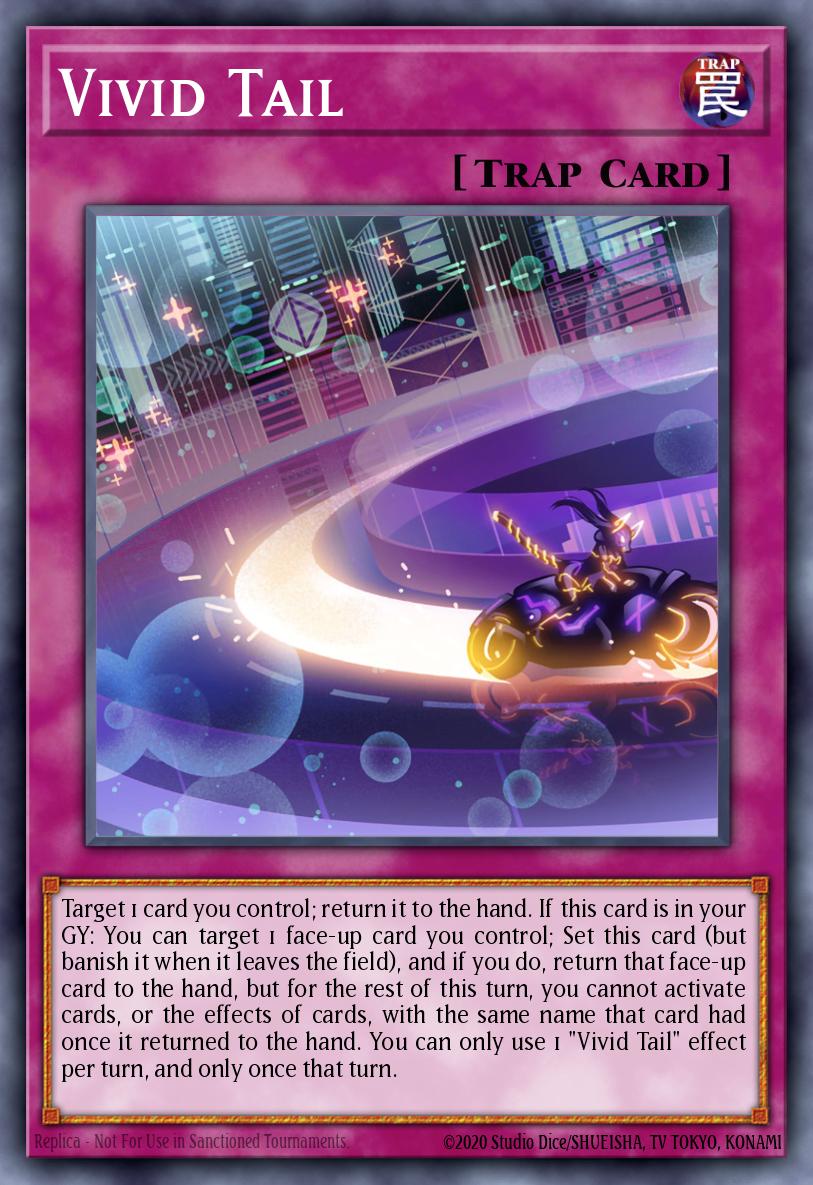 Vivid Tail
TRAP
罠
[Trap Card]
Target 1 card you control; return it to the hand. If this card is in your
GY: You can target 1 face-up card you control; Set this card (but
banish it when it leaves the field), and if you do, return that face-up
card to the hand, but for the rest of this turn, you cannot activate
cards, or the effects of cards, with the same name that card had
once it returned to the hand. You can only use 1 "Vivid Tail" effect
per turn, and only once that turn.
Replica - Not For Use in Sanctioned Tournaments.
©2020 Studio Dice/SHUEISHA, TV TOKYO, KONAMI